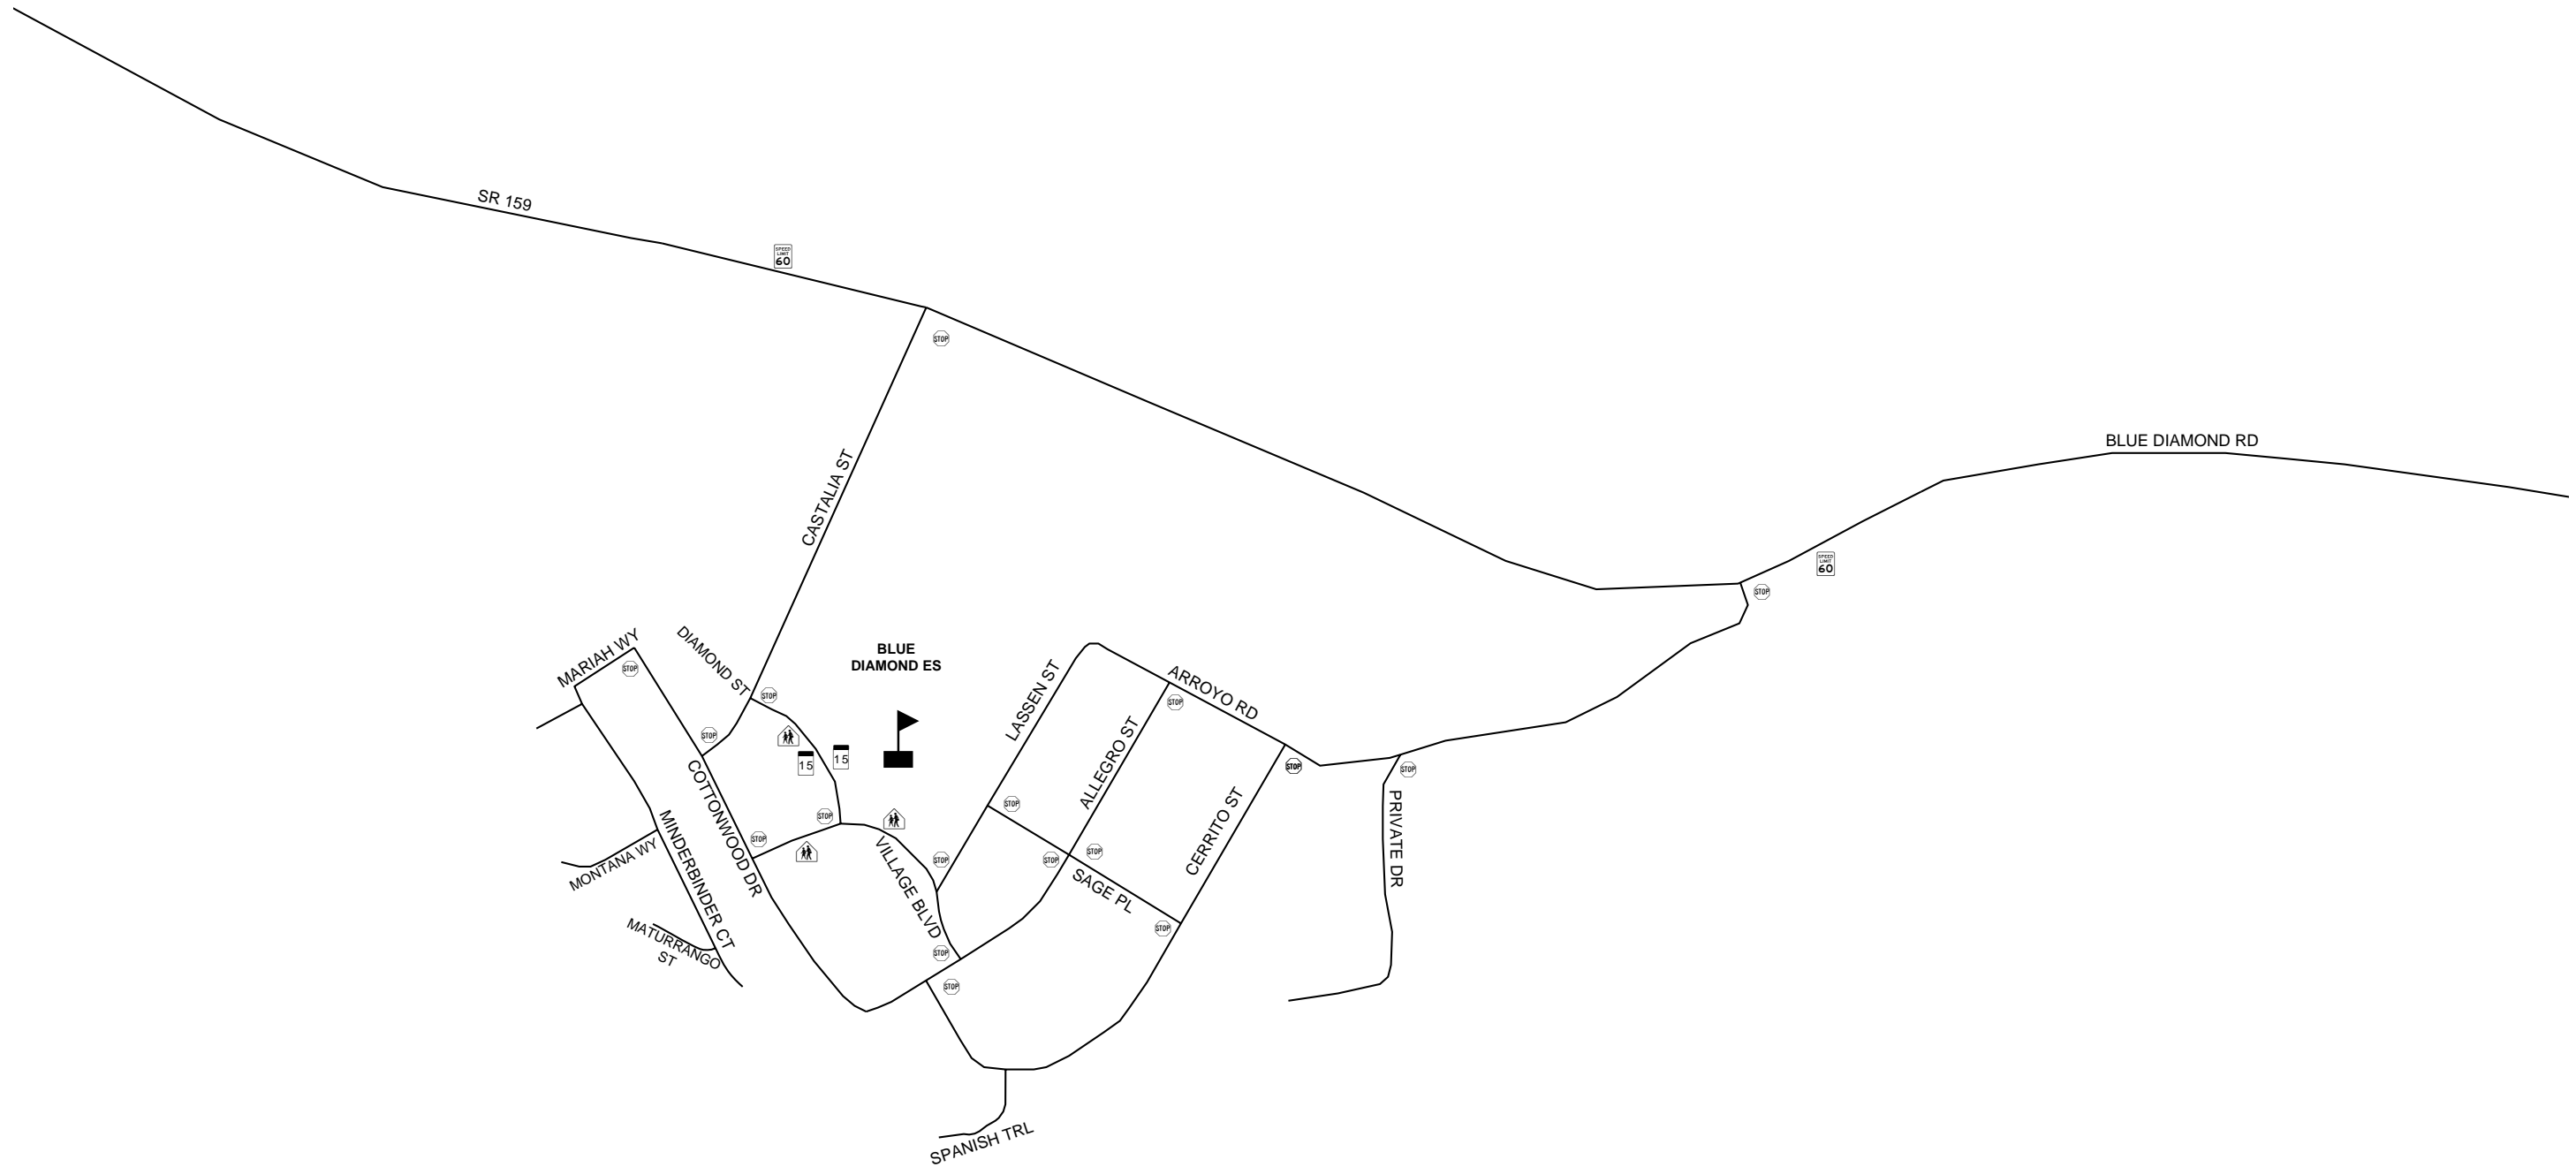 SR 159
SPEED
LIMIT
60
STOP
CASTALIA ST
BLUE DIAMOND RD
SPEED
LIMIT
60
STOP
MARIAH WY
STOP
DIAMOND ST
STOP
BLUE
DIAMOND ES
LASSEN ST
ARROYO RD
STOP
STOP
15
15
ALLEGRO ST
STOP
STOP
PRIVATE DR
COTTONWOOD DR
CERRITO ST
STOP
STOP
STOP
MINDERBINDER CT
MONTANA WY
VILLAGE BLVD
STOP
STOP
STOP
SAGE PL
STOP
MATURRANGO
ST
STOP
STOP
SPANISH TRL